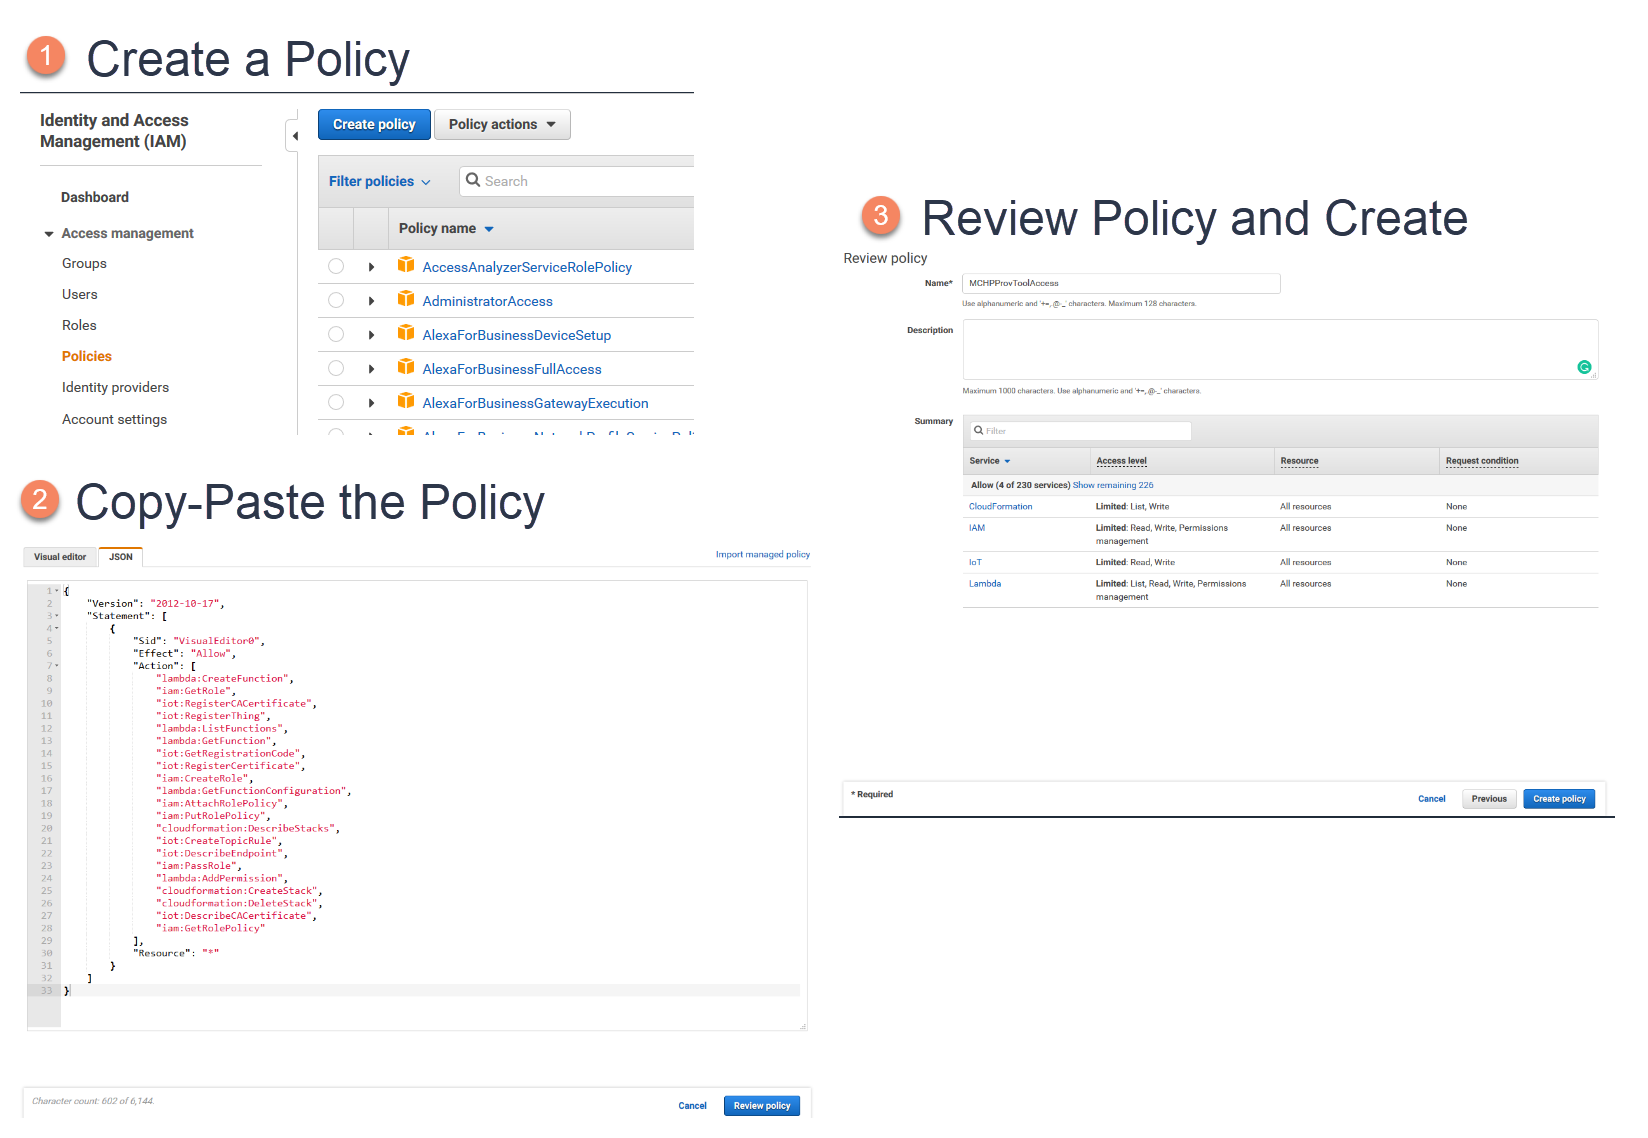 1 Create a Policy
Identity and Access
Management (IAM)
Create policy
Policy actions
Filter policies
Search
Policy name
Dashboard
Access management
Groups
Users
Roles
Policies
Identity providers
Account settings
AccessAnalyzerServiceRolePolicy
AdministratorAccess
AlexaForBusinessDeviceSetup
AlexaForBusinessFullAccess
AlexaForBusinessGatewayExecution
2 Copy-Paste the Policy
Visual editor
JSON
Import managed policy
1 {
2 "Version": "2012-10-17",
3 "Statement": [
4 {
5 "Sid": "VisualEditor0",
6 "Effect": "Allow",
7 "Action": [
8 "lambda:CreateFunction",
9 "iam:GetRole",
10 "iot:RegisterCACertificate",
11 "iot:RegisterThing",
12 "lambda:ListFunctions",
13 "lambda:GetFunction",
14 "iot:GetRegistrationCode",
15 "iot:RegisterCertificate",
16 "iam:CreateRole",
17 "lambda:GetFunctionConfiguration",
18 "iam:AttachRolePolicy",
19 "iam:PutRolePolicy",
20 "cloudformation:DescribeStacks",
21 "iot:CreateTopicRule",
22 "iot:DescribeEndpoint",
23 "iam:PassRole",
24 "lambda:AddPermission",
25 "cloudformation:CreateStack",
26 "cloudformation:DeleteStack",
27 "iot:DescribeCACertificate",
28 "iam:GetRolePolicy"
29 ],
30 "Resource": "*"
31 }
32 ]
33 }
Character count: 602 of 6,144.
Cancel
Review policy
3 Review Policy and Create
Review policy
Name* MCHPProvToolAccess
Use alphanumeric and '+=,.@-_' characters. Maximum 128 characters.
Description
Maximum 1000 characters. Use alphanumeric and '+=,.@-_' characters.
Summary
Filter
Service Access level Resource Request condition
Allow (4 of 230 services) Show remaining 226
CloudFormation Limited: List, Write All resources None
IAM Limited: Read, Write, Permissions All resources None
management
IoT Limited: Read, Write All resources None
Lambda Limited: List, Read, Write, Permissions All resources None
management
* Required
Cancel
Previous
Create policy